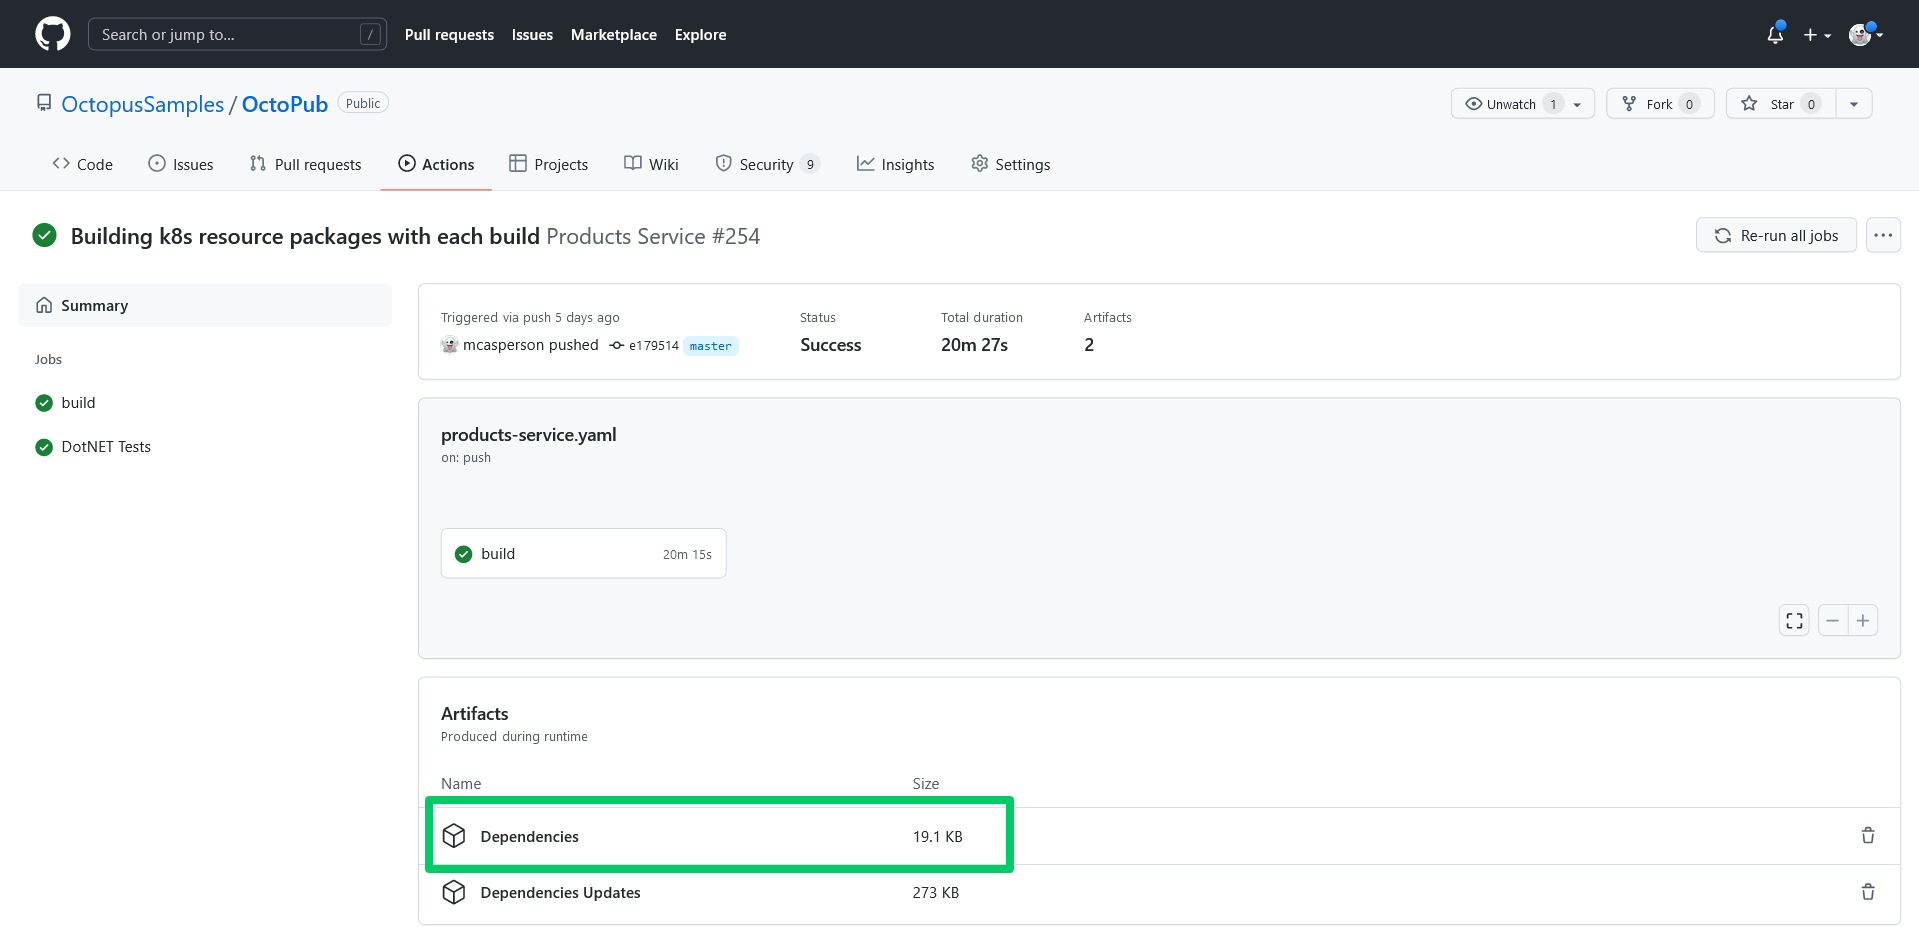 Search or jump to... / Pull requests Issues Marketplace Explore
OctopusSamples / OctoPub Public Unwatch 1 Fork 0 Star 0
Code Issues Pull requests Actions Projects Wiki Security 9 Insights Settings
Building k8s resource packages with each build Products Service #254 Re-run all jobs
Summary
Jobs
build
DotNET Tests
Triggered via push 5 days ago Status Total duration Artifacts
mcasperson pushed e179514 master Success 20m 27s 2
products-service.yaml
on: push
build 20m 15s
Artifacts
Produced during runtime
Name Size
Dependencies 19.1 KB
Dependencies Updates 273 KB